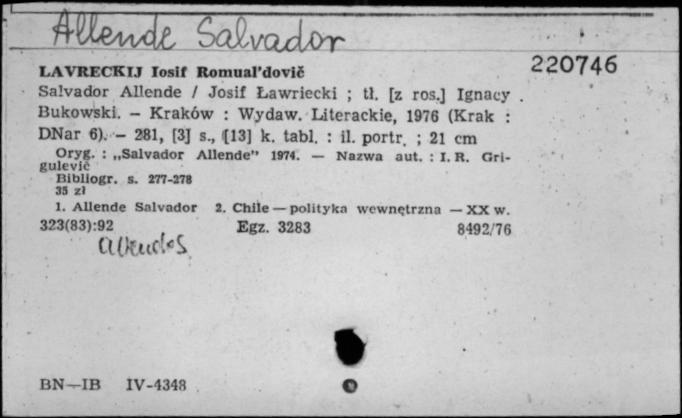 Allende Salvador
220746
LAVRECKIJ Iosif Romual'dovič
Salvador Allende / Josif Ławriecki ; tł. [z ros.] Ignacy
Bukowski. — Kraków : Wydaw. Literackie, 1976 (Krak :
DNar 6). — 281, [3] s., ([13] k. tabl. : il. portr. ; 21 cm
Oryg. : „Salvador Allende” 1974. — Nazwa aut. : I. R. Gri-
gulevič
Bibliogr. s. 277-278
35 zł
1. Allende Salvador 2. Chile — polityka wewnętrzna — XX w.
323(83):92 Egz. 3283 8492/76
BN—IB IV-4348